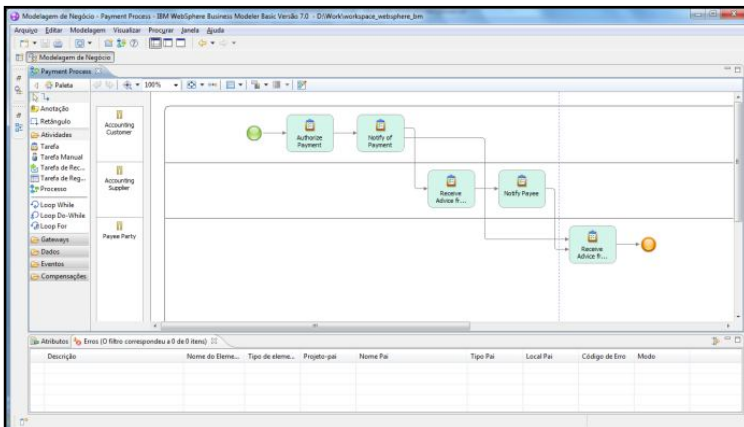 Modelagem de Negócio - Payment Process - IBM WebSphere Business Modeler Basic Versão 7.0 - D:\Work\workspace_websphere_bm
Arquivo Editar Modelagem Visualizar Procurar Janela Ajuda
Modelagem de Negócio
Payment Process
Paleta
100%
Anotação
Retângulo
Atividades
Tarefa
Tarefa Manual
Tarefa de Rec...
Tarefa de Reg...
Processo
Loop While
Loop Do-While
Loop For
Gateways
Dados
Eventos
Compensações
Accounting
Customer
Authorize
Payment
Notify of
Payment
Accounting
Supplier
Receive
Advice fr...
Notify Payee
Payee Party
Receive
Advice fr...
Atributos
Erros (O filtro correspondeu a 0 de 0 itens)
Descrição Nome do Eleme... Tipo de eleme... Projeto-pai Nome Pai Tipo Pai Local Pai Código de Erro Modo